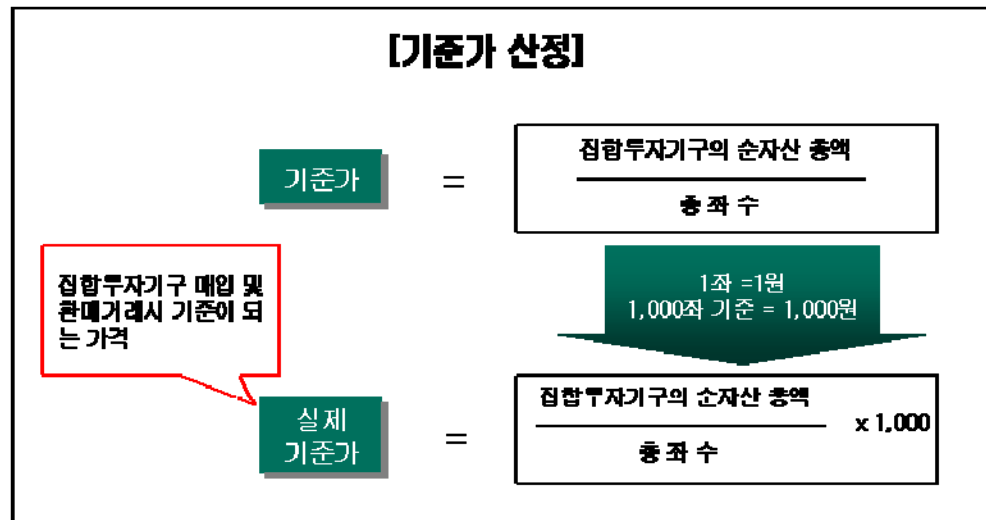 [기준가 산정]
기준가
=
집합투자기구의 순자산 총액
총 좌 수
집합투자기구 매입 및
환매거래시 기준이 되
는 가격
1좌 =1원
1,000좌 기준 = 1,000원
실제
기준가
=
집합투자기구의 순자산 총액
총 좌 수
x 1,000